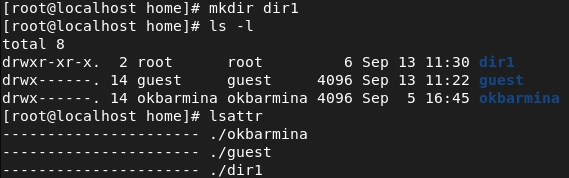 [root@localhost home]# mkdir dir1
[root@localhost home]# ls -l
total 8
drwxr-xr-x.  2 root     root        6 Sep 13 11:30 dir1
drwx------. 14 guest    guest    4096 Sep 13 11:22 guest
drwx------. 14 okbarmina okbarmina 4096 Sep  5 16:45 okbarmina
[root@localhost home]# lsattr
---------------------- ./okbarmina
---------------------- ./guest
---------------------- ./dir1